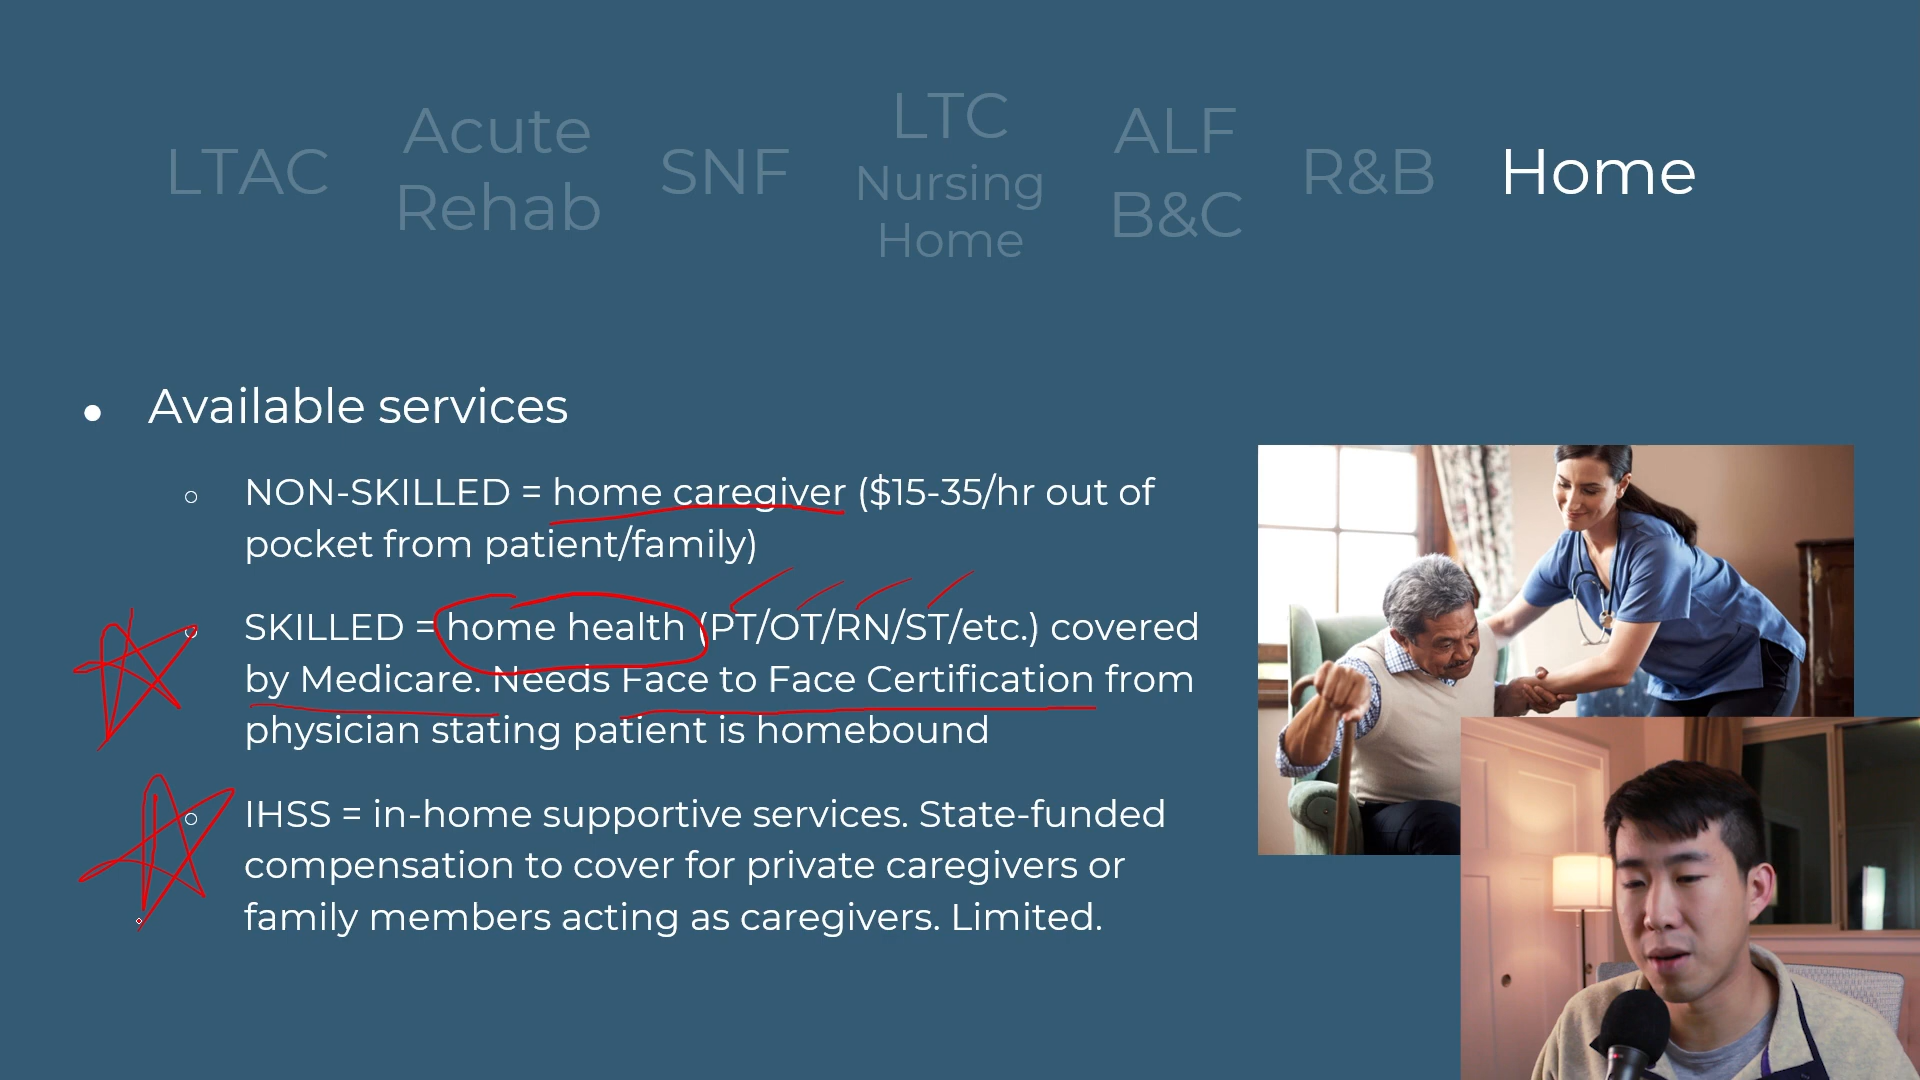 LTAC
Acute
Rehab
SNF
LTC
Nursing
Home
ALF
B&C
R&B
Home
• Available services
○ NON-SKILLED = home caregiver ($15-35/hr out of
pocket from patient/family)
○ SKILLED = home health (PT/OT/RN/ST/etc.) covered
by Medicare. Needs Face to Face Certification from
physician stating patient is homebound
○ IHSS = in-home supportive services. State-funded
compensation to cover for private caregivers or
family members acting as caregivers. Limited.